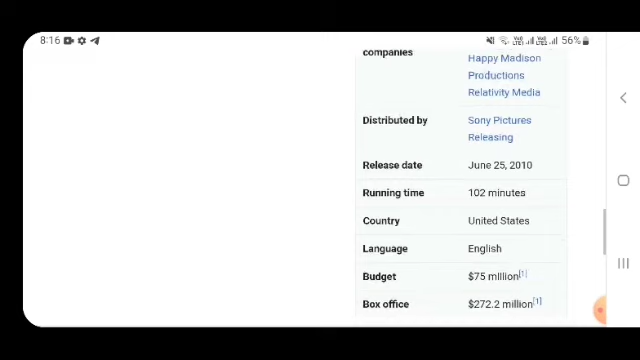 8:16 56%
companies Happy Madison
Productions
Relativity Media
Distributed by Sony Pictures
Releasing
Release date June 25, 2010
Running time 102 minutes
Country United States
Language English
Budget $75 million[1]
Box office $272.2 million[1]